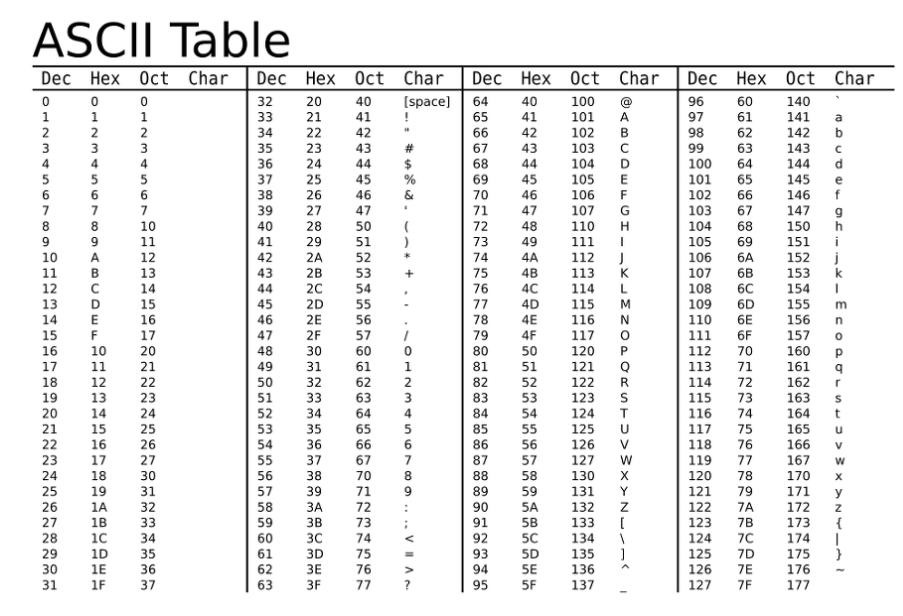 ASCII Table
Dec Hex Oct Char Dec Hex Oct Char Dec Hex Oct Char Dec Hex Oct Char
0 0 0 32 20 40 [space] 64 40 100 @ 96 60 140 `
1 1 1 33 21 41 ! 65 41 101 A 97 61 141 a
2 2 2 34 22 42 " 66 42 102 B 98 62 142 b
3 3 3 35 23 43 # 67 43 103 C 99 63 143 c
4 4 4 36 24 44 $ 68 44 104 D 100 64 144 d
5 5 5 37 25 45 % 69 45 105 E 101 65 145 e
6 6 6 38 26 46 & 70 46 106 F 102 66 146 f
7 7 7 39 27 47 ' 71 47 107 G 103 67 147 g
8 8 10 40 28 50 ( 72 48 110 H 104 68 150 h
9 9 11 41 29 51 ) 73 49 111 I 105 69 151 i
10 A 12 42 2A 52 * 74 4A 112 J 106 6A 152 j
11 B 13 43 2B 53 + 75 4B 113 K 107 6B 153 k
12 C 14 44 2C 54 , 76 4C 114 L 108 6C 154 l
13 D 15 45 2D 55 - 77 4D 115 M 109 6D 155 m
14 E 16 46 2E 56 . 78 4E 116 N 110 6E 156 n
15 F 17 47 2F 57 / 79 4F 117 O 111 6F 157 o
16 10 20 48 30 60 0 80 50 120 P 112 70 160 p
17 11 21 49 31 61 1 81 51 121 Q 113 71 161 q
18 12 22 50 32 62 2 82 52 122 R 114 72 162 r
19 13 23 51 33 63 3 83 53 123 S 115 73 163 s
20 14 24 52 34 64 4 84 54 124 T 116 74 164 t
21 15 25 53 35 65 5 85 55 125 U 117 75 165 u
22 16 26 54 36 66 6 86 56 126 V 118 76 166 v
23 17 27 55 37 67 7 87 57 127 W 119 77 167 w
24 18 30 56 38 70 8 88 58 130 X 120 78 170 x
25 19 31 57 39 71 9 89 59 131 Y 121 79 171 y
26 1A 32 58 3A 72 : 90 5A 132 Z 122 7A 172 z
27 1B 33 59 3B 73 ; 91 5B 133 [ 123 7B 173 {
28 1C 34 60 3C 74 < 92 5C 134 \ 124 7C 174 |
29 1D 35 61 3D 75 = 93 5D 135 ] 125 7D 175 }
30 1E 36 62 3E 76 > 94 5E 136 ^ 126 7E 176 ~
31 1F 37 63 3F 77 ? 95 5F 137 _ 127 7F 177